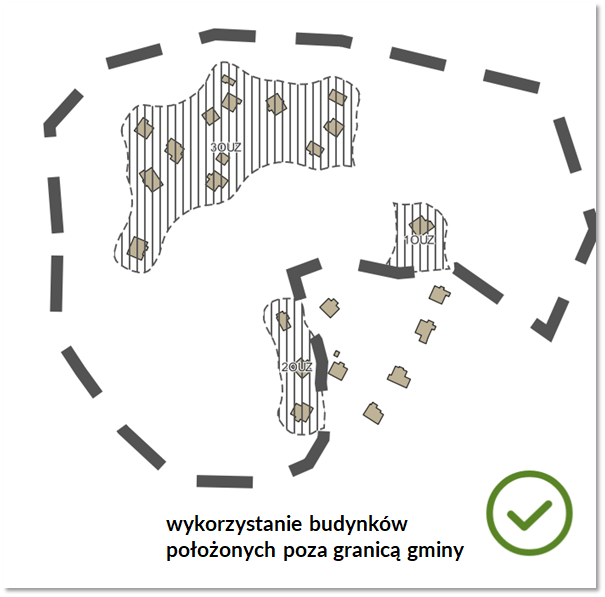 3OUZ
1OUZ
2OUZ
wykorzystanie budynków
położonych poza granicą gminy